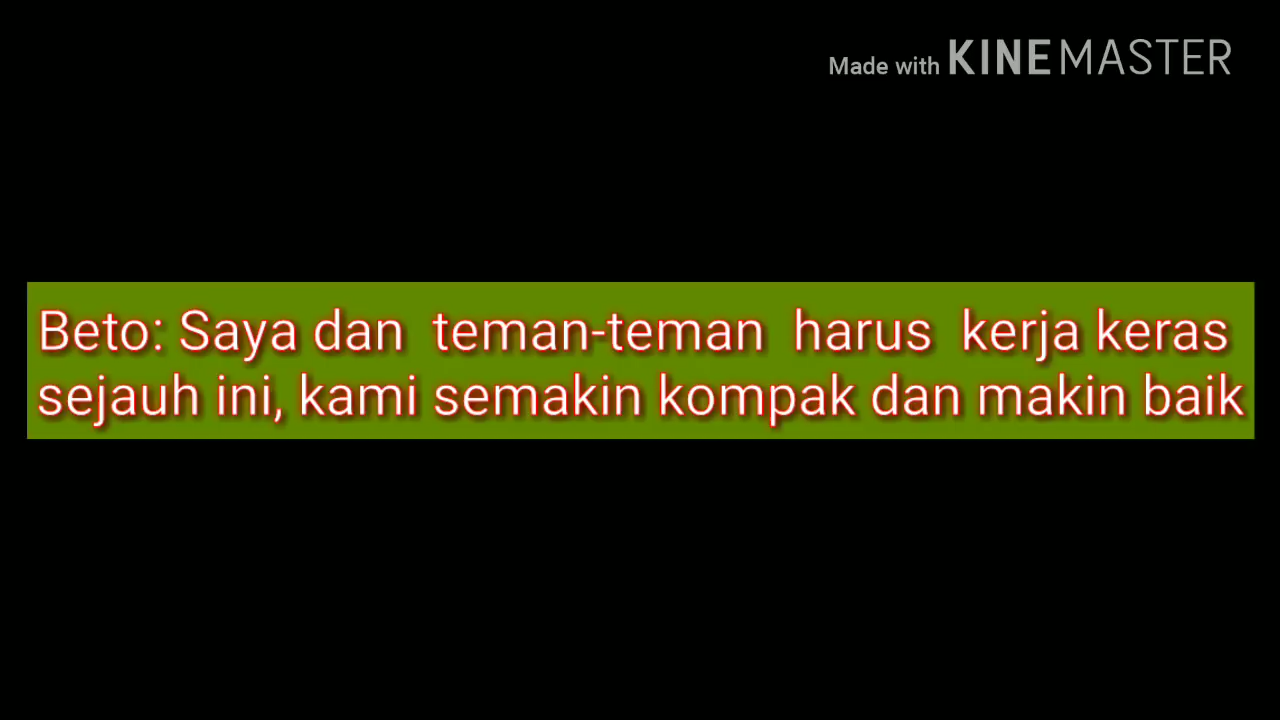 Made with KINEMASTER
Beto: Saya dan teman-teman harus kerja keras
sejauh ini, kami semakin kompak dan makin baik